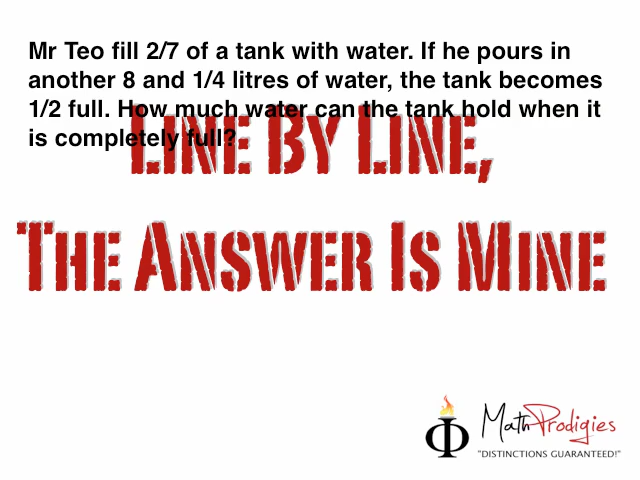 Mr Teo fill 2/7 of a tank with water. If he pours in
another 8 and 1/4 litres of water, the tank becomes
1/2 full. How much water can the tank hold when it
is completely full?
LINE BY LINE,
THE ANSWER IS MINE
Φ MathProdigies
"DISTINCTIONS GUARANTEED!"